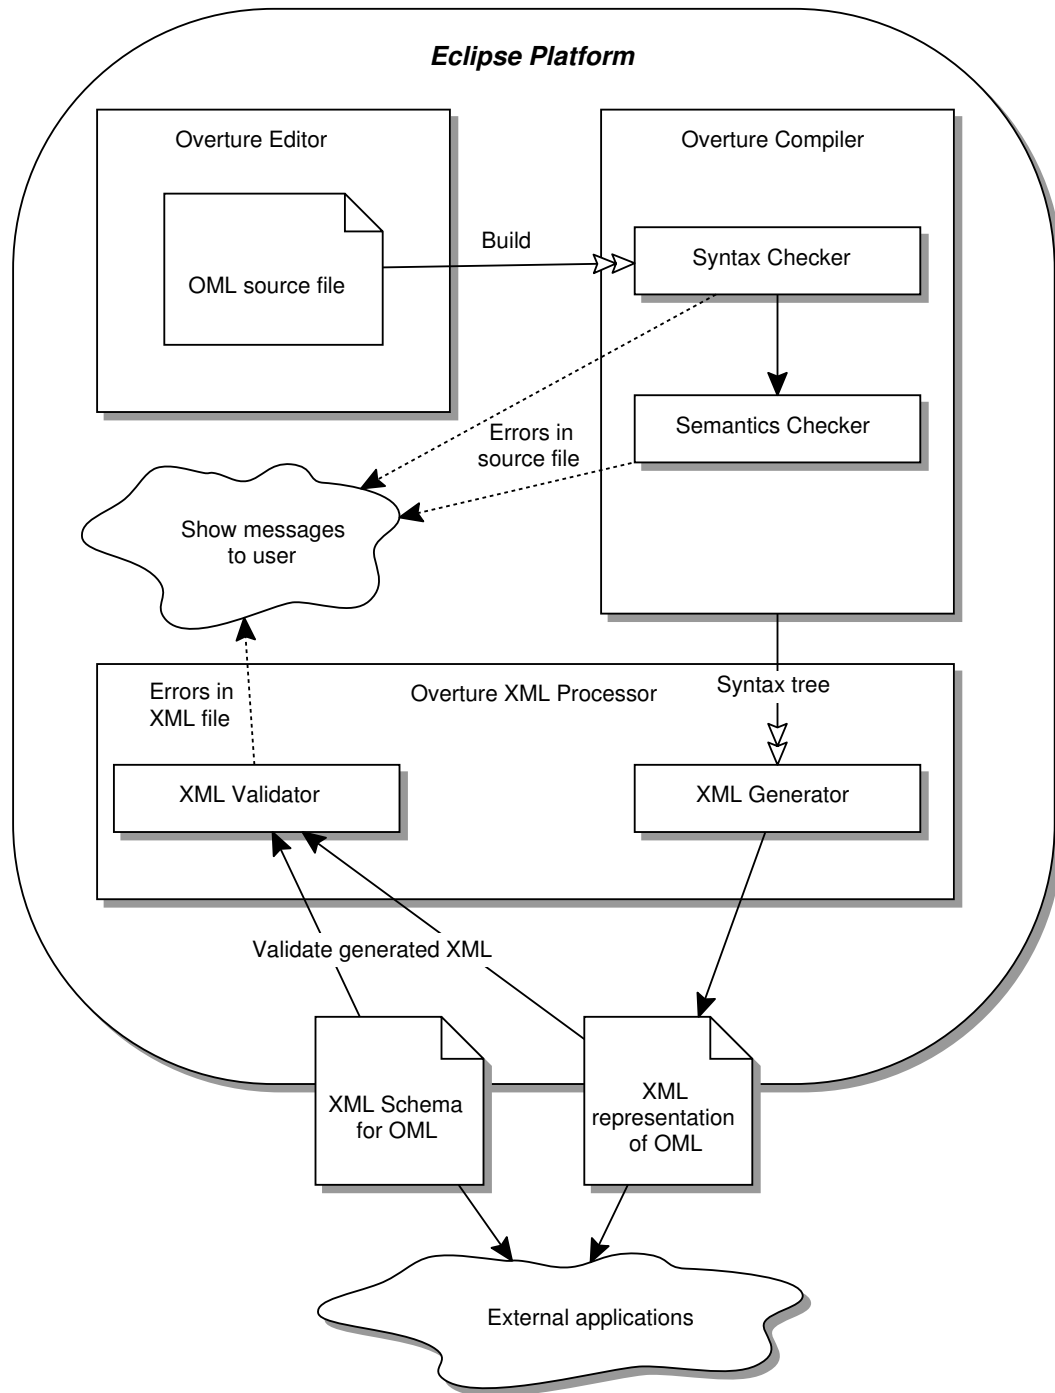 Eclipse Platform
Overture Editor
Overture Compiler
OML source file
Build
Syntax Checker
Semantics Checker
Errors in
source file
Show messages
to user
Errors in
XML file
Overture XML Processor
Syntax tree
XML Validator
XML Generator
Validate generated XML
XML Schema
for OML
XML
representation
of OML
External applications